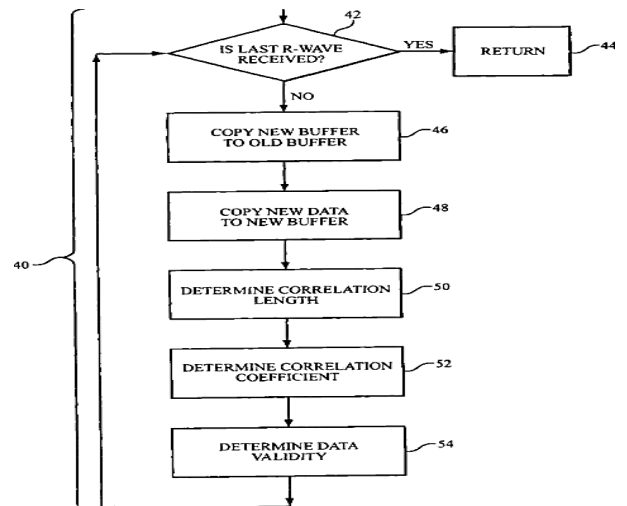 42
IS LAST R-WAVE
RECEIVED?
YES
RETURN
44
NO
COPY NEW BUFFER
TO OLD BUFFER
46
COPY NEW DATA
TO NEW BUFFER
48
40
DETERMINE CORRELATION
LENGTH
50
DETERMINE CORRELATION
COEFFICIENT
52
DETERMINE DATA
VALIDITY
54